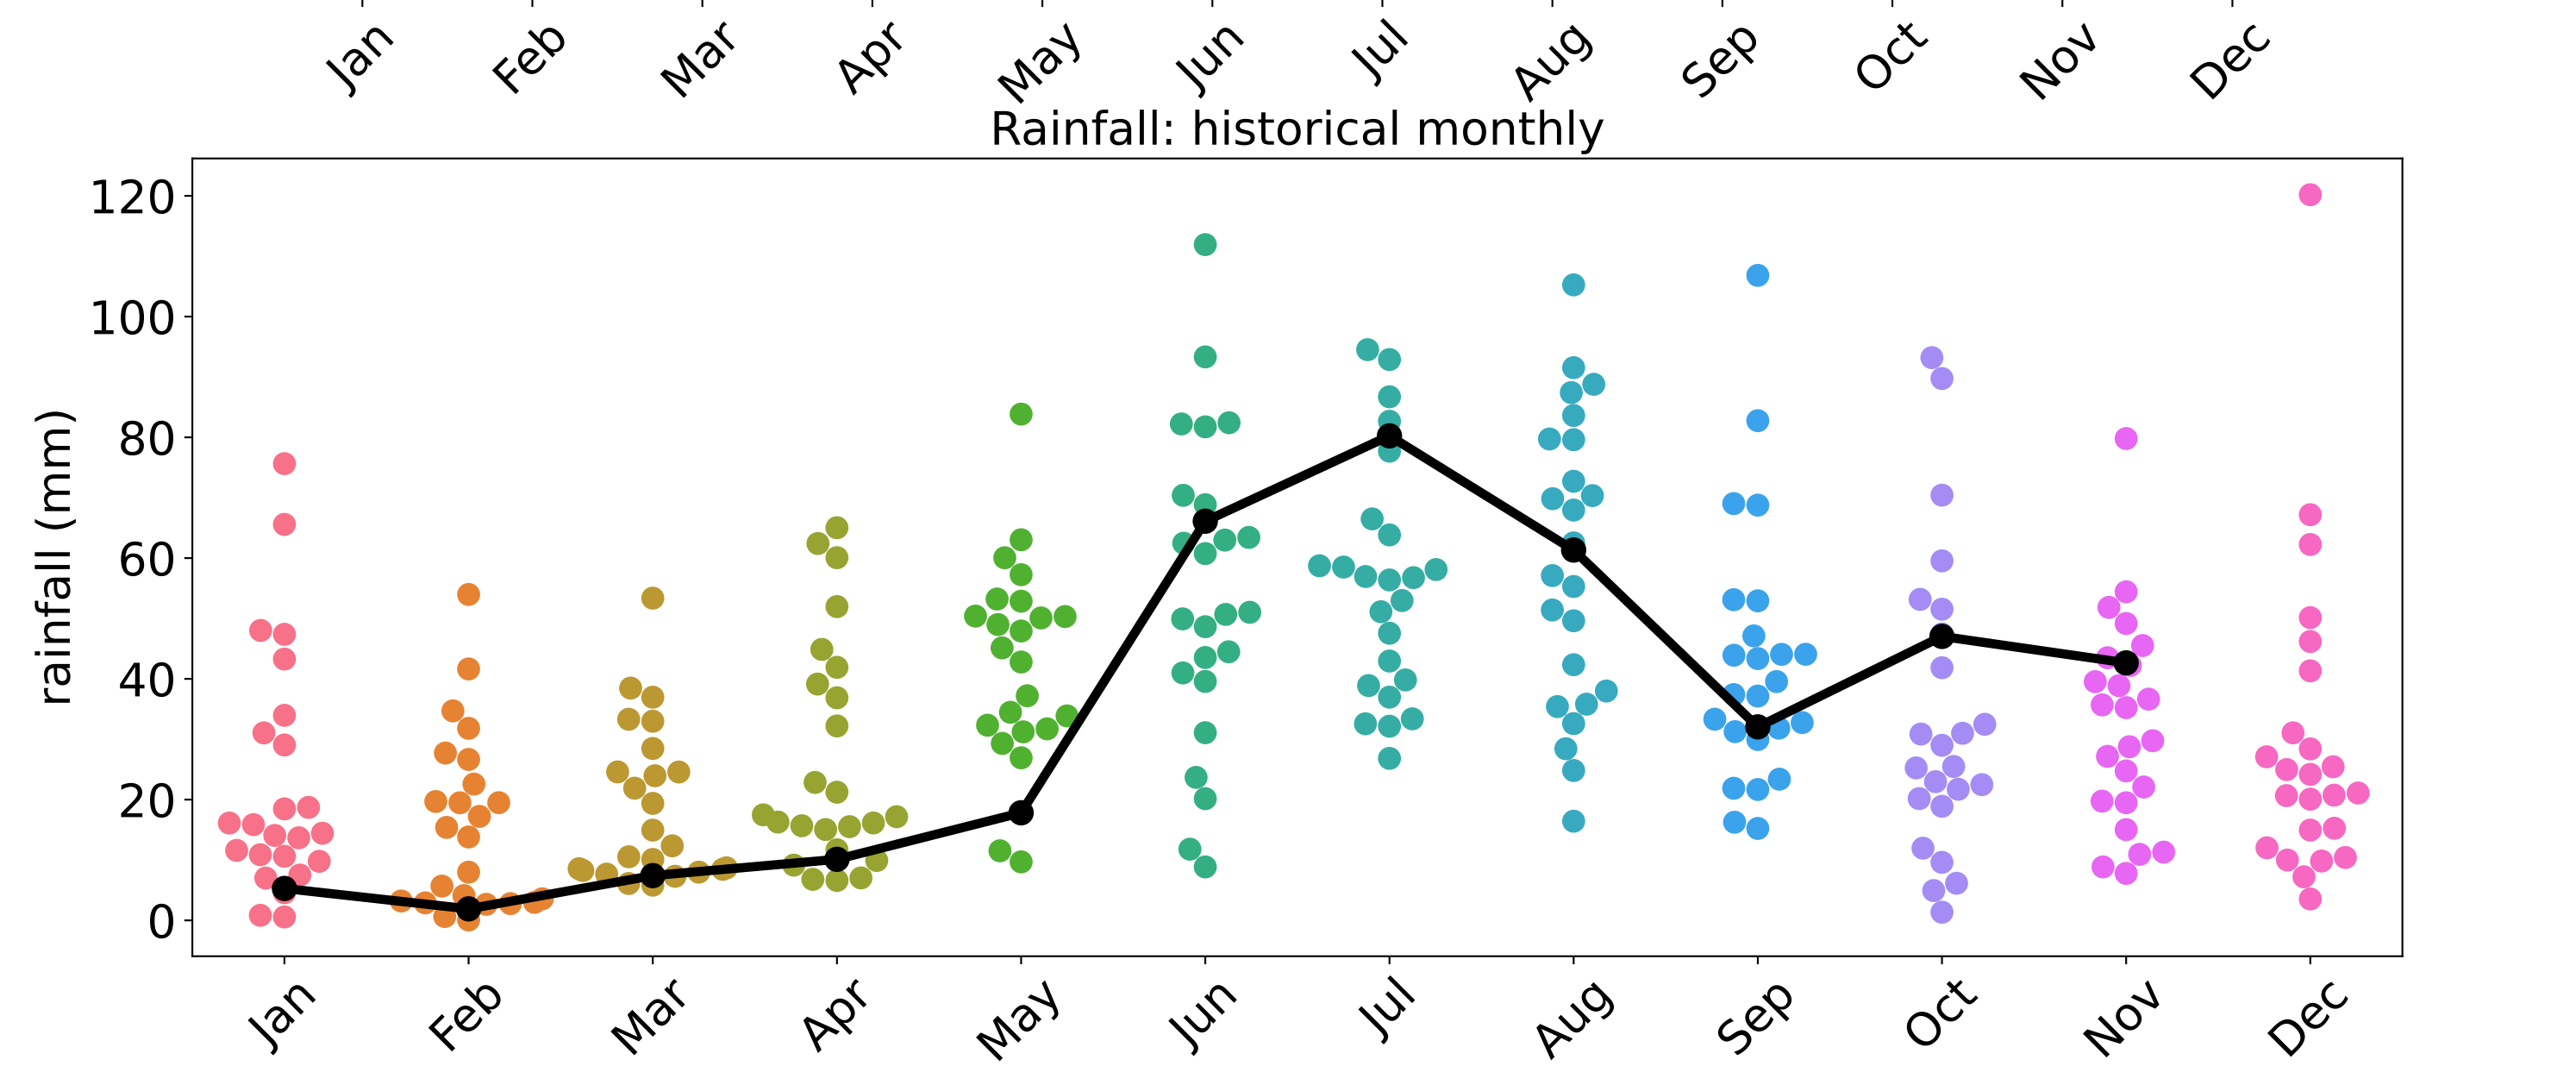 Jan Feb Mar Apr May Jun Jul Aug Sep Oct Nov Dec
Rainfall: historical monthly
120
100
80
60
40
20
0
rainfall (mm)
Jan Feb Mar Apr May Jun Jul Aug Sep Oct Nov Dec